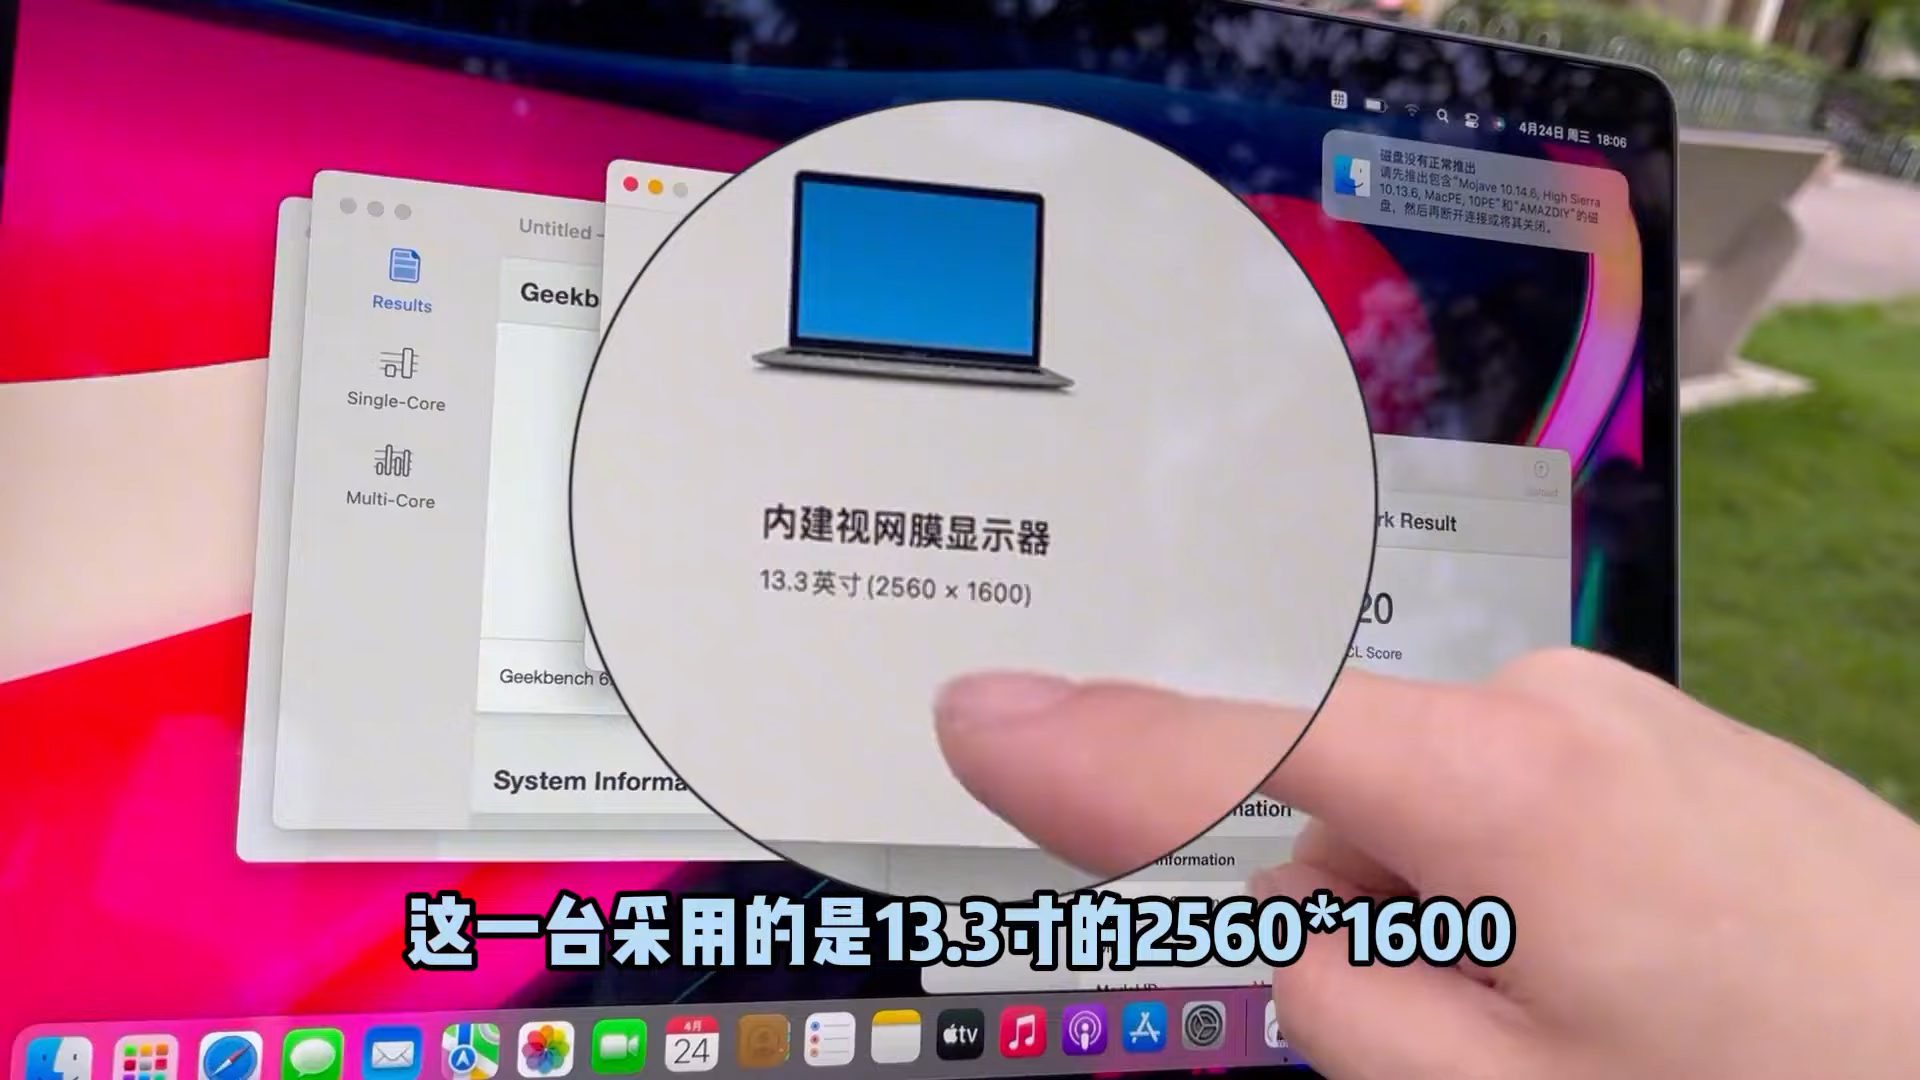 4月24日 周三 18:06
磁盘没有正常推出
请先推出包含“Mojave 10.14.6, High Sierra
10.13.6, MacPE, 10PE”和“AMAZDIY”的磁
盘，然后再断开连接或将其关闭。
Untitled -
Results
Geekb
Single-Core
Multi-Core
内建视网膜显示器
13.3英寸 (2560 × 1600)
rk Result
20
CL Score
Geekbench 6
System Informa
mation
Information
这一台采用的是13.3寸的2560*1600
4月
24
tv